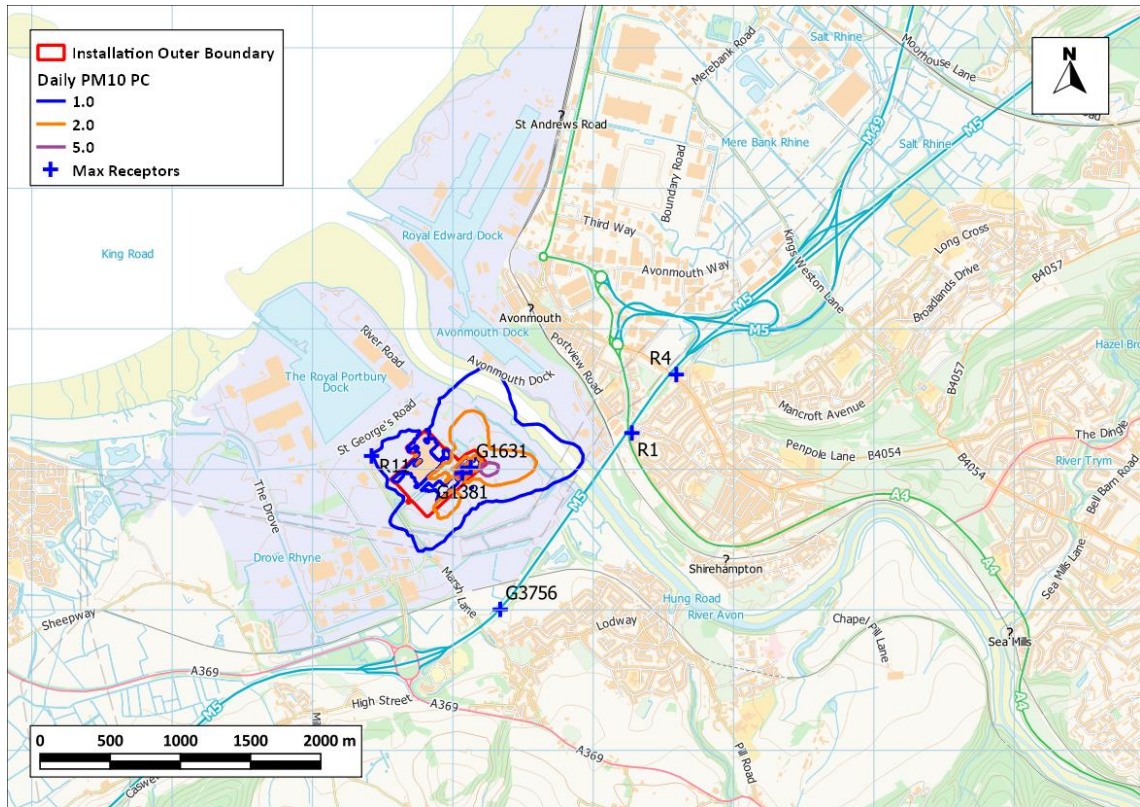 Installation Outer Boundary
Daily PM10 PC
1.0
2.0
5.0
Max Receptors
N
Salt Rhine
Moorhouse Lane
Merebank Road
M49
M5
St Andrews Road
Mere Bank Rhine
Salt Rhine
Boundary Road
Third Way
Royal Edward Dock
King Road
Kings Weston Lane
Long Cross
B4057
Avonmouth Way
Broadlands Drive
M5
M5
Avonmouth
River Road
Avonmouth Dock
Portview Road
Avonmouth Dock
The Royal Portbury
Dock
R4
B4057
St George's Road
Mancroft Avenue
The Dingle
R1
Penpole Lane
B4054
B4054
G1631
R11
River Trym
G1381
Bell Barn Road
The Drove
M5
A4
A4
Drove Rhyne
Shirehampton
Sea Mills Lane
Marsh Lane
G3756
Hung Road
River Avon
Sheepway
Lodway
Chapel Pill Lane
Sea Mills
A369
M5
High Street
A4
A369
Pill Road
0 500 1000 1500 2000 m